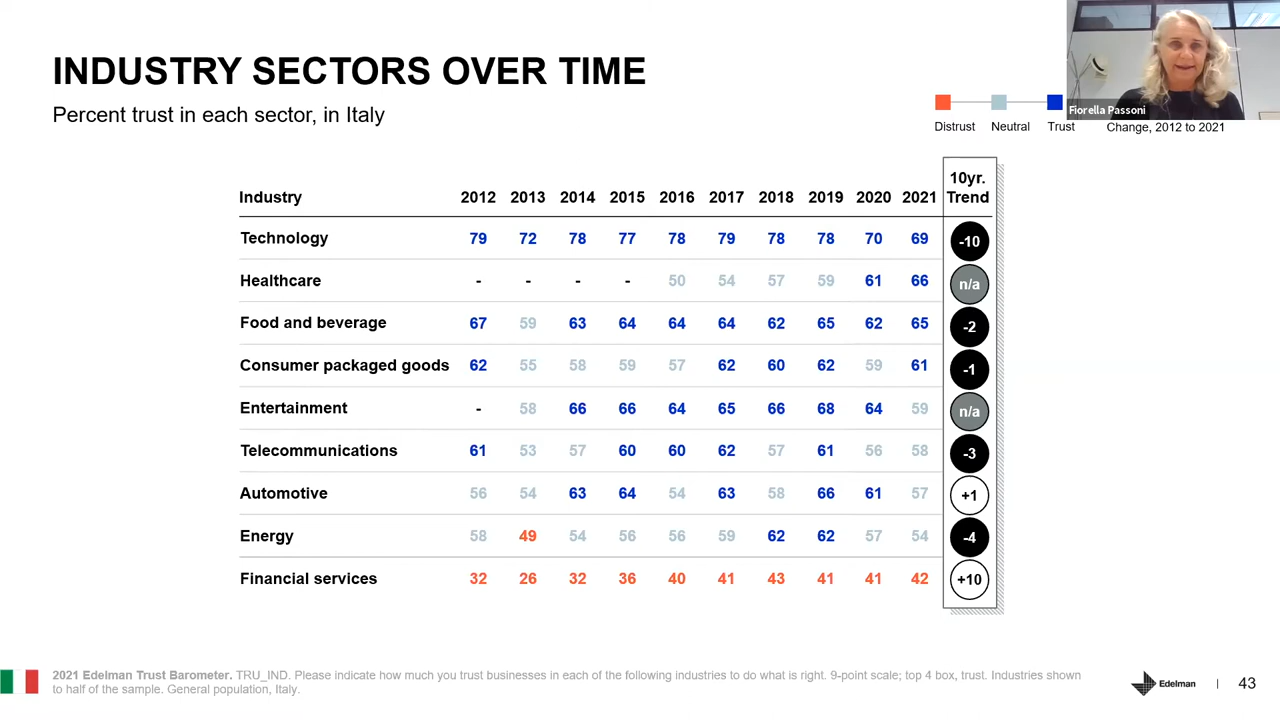 INDUSTRY SECTORS OVER TIME
Percent trust in each sector, in Italy
Fiorella Passoni
Distrust Neutral Trust Change, 2012 to 2021
Industry 2012 2013 2014 2015 2016 2017 2018 2019 2020 2021 10yr. Trend
Technology 79 72 78 77 78 79 78 78 70 69 -10
Healthcare - - - - 50 54 57 59 61 66 n/a
Food and beverage 67 59 63 64 64 64 62 65 62 65 -2
Consumer packaged goods 62 55 58 59 57 62 60 62 59 61 -1
Entertainment - 58 66 66 64 65 66 68 64 59 n/a
Telecommunications 61 53 57 60 60 62 57 61 56 58 -3
Automotive 56 54 63 64 54 63 58 66 61 57 +1
Energy 58 49 54 56 56 59 62 62 57 54 -4
Financial services 32 26 32 36 40 41 43 41 41 42 +10
2021 Edelman Trust Barometer. TRU_IND. Please indicate how much you trust businesses in each of the following industries to do what is right. 9-point scale; top 4 box, trust. Industries shown
to half of the sample. General population, Italy.
Edelman | 43